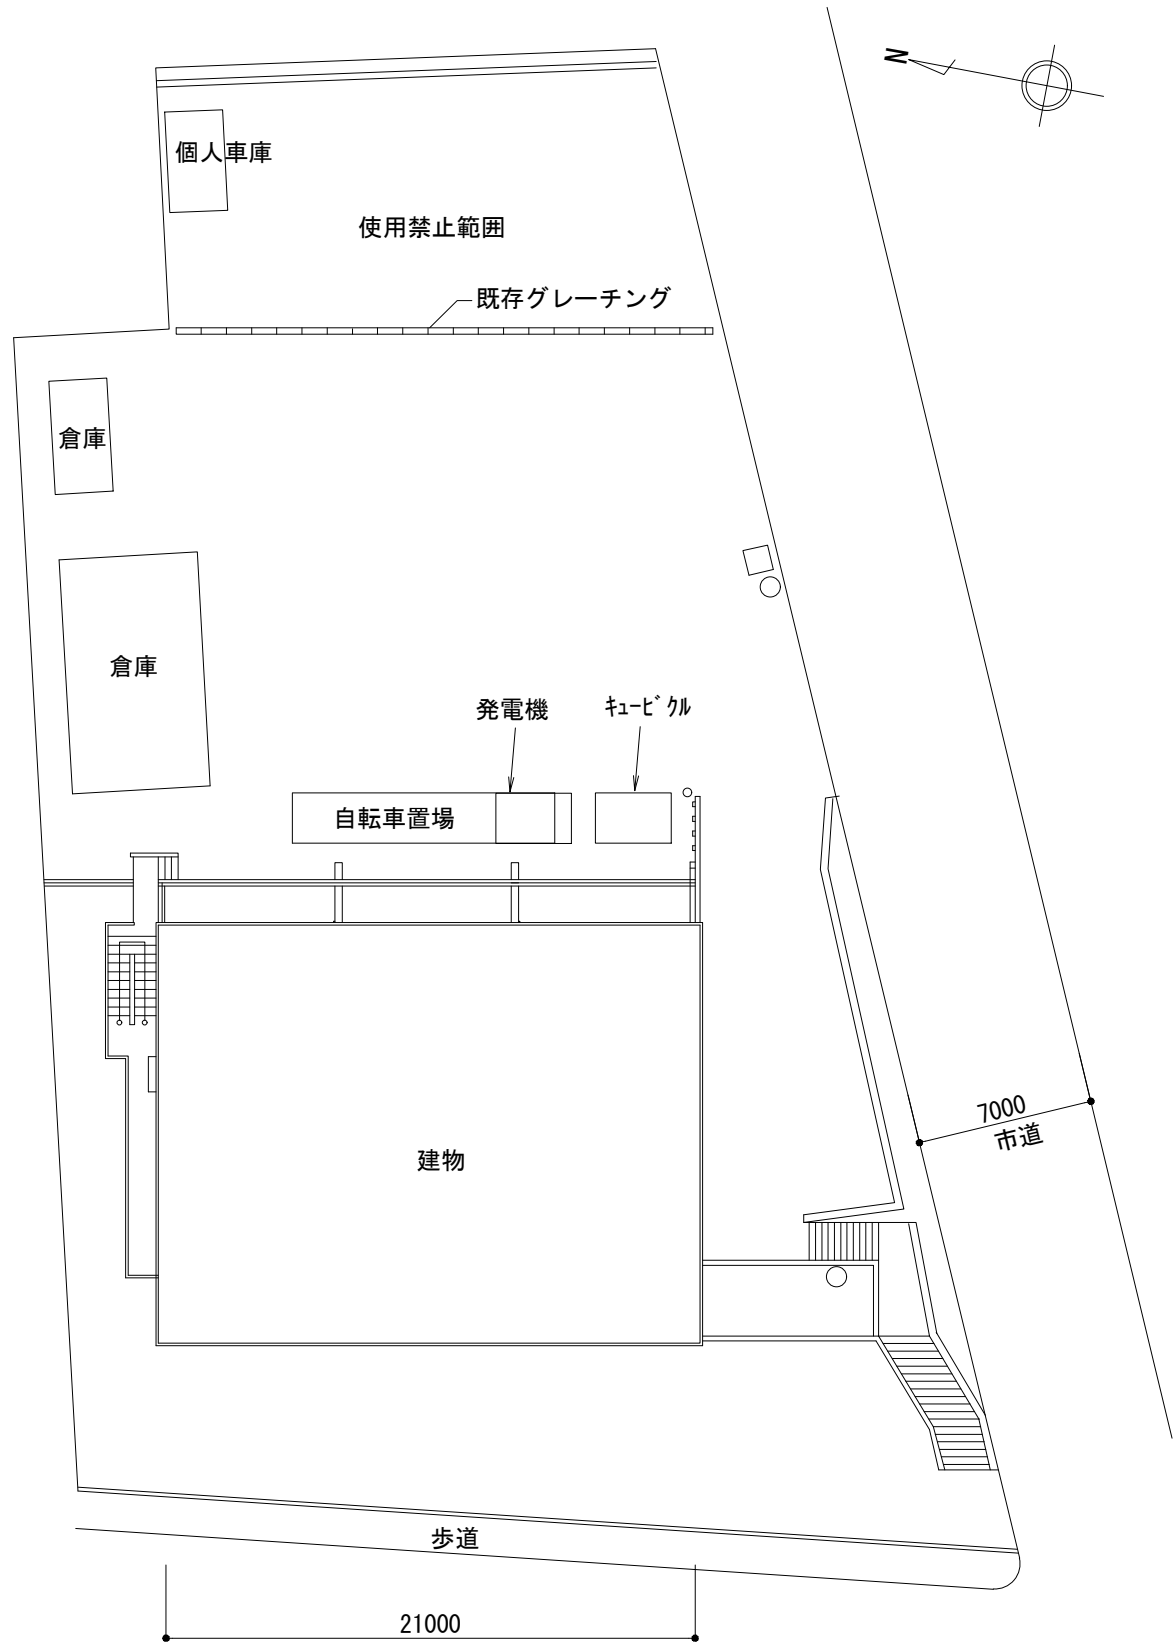 N
個人車庫
使用禁止範囲
既存グレーチング
倉庫
倉庫
発電機
ｷｭｰﾋﾞｸﾙ
自転車置場
7000
市道
建物
歩道
21000